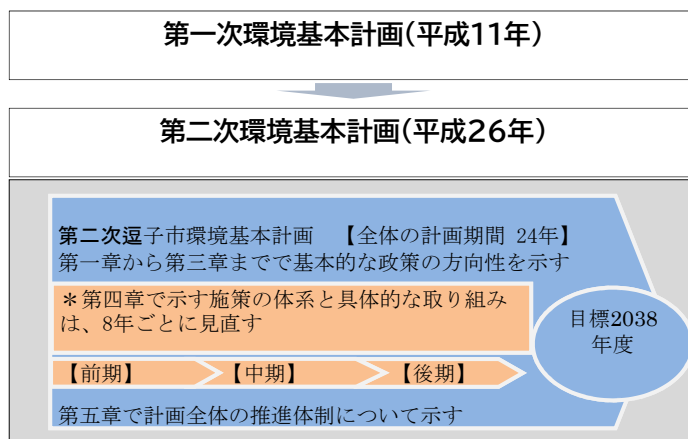 第一次環境基本計画(平成11年)
第二次環境基本計画(平成26年)
第二次逗子市環境基本計画　【全体の計画期間 24年】
第一章から第三章までで基本的な政策の方向性を示す
＊第四章で示す施策の体系と具体的な取り組み
は、8年ごとに見直す
目標2038
年度
【前期】　【中期】　【後期】
第五章で計画全体の推進体制について示す